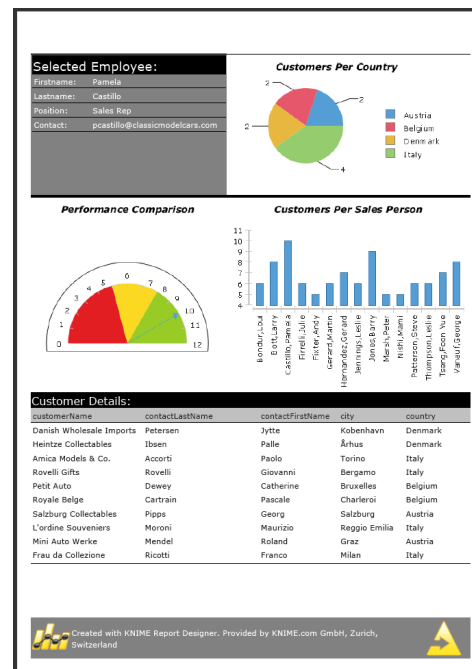 Selected Employee:
Firstname: Pamela
Lastname: Castillo
Position: Sales Rep
Contact: pcastillo@classicmodelcars.com
Customers Per Country
2
2
2
4
Austria
Belgium
Denmark
Italy
Performance Comparison
0 1 2 3 4 5 6 7 8 9 10 11 12
Customers Per Sales Person
11
10
9
8
7
6
5
4
Bondur,Loui
Bott,Larry
Castillo,Pamela
Firrelli,Julie
Fixter,Andy
Gerard,Martin
Hernandez,Gerard
Jennings,Leslie
Jones,Barry
Marsh,Peter
Nishi,Mami
Patterson,Steve
Thompson,Leslie
Tseng,Foon Yue
Vanauf,George
Customer Details:
customerName contactLastName contactFirstName city country
Danish Wholesale Imports Petersen Jytte Kobenhavn Denmark
Heintze Collectables Ibsen Palle Århus Denmark
Amica Models & Co. Accorti Paolo Torino Italy
Rovelli Gifts Rovelli Giovanni Bergamo Italy
Petit Auto Dewey Catherine Bruxelles Belgium
Royale Belge Cartrain Pascale Charleroi Belgium
Salzburg Collectables Pipps Georg Salzburg Austria
L'ordine Souveniers Moroni Maurizio Reggio Emilia Italy
Mini Auto Werke Mendel Roland Graz Austria
Frau da Collezione Ricotti Franco Milan Italy
Created with KNIME Report Designer. Provided by KNIME.com GmbH, Zurich,
Switzerland